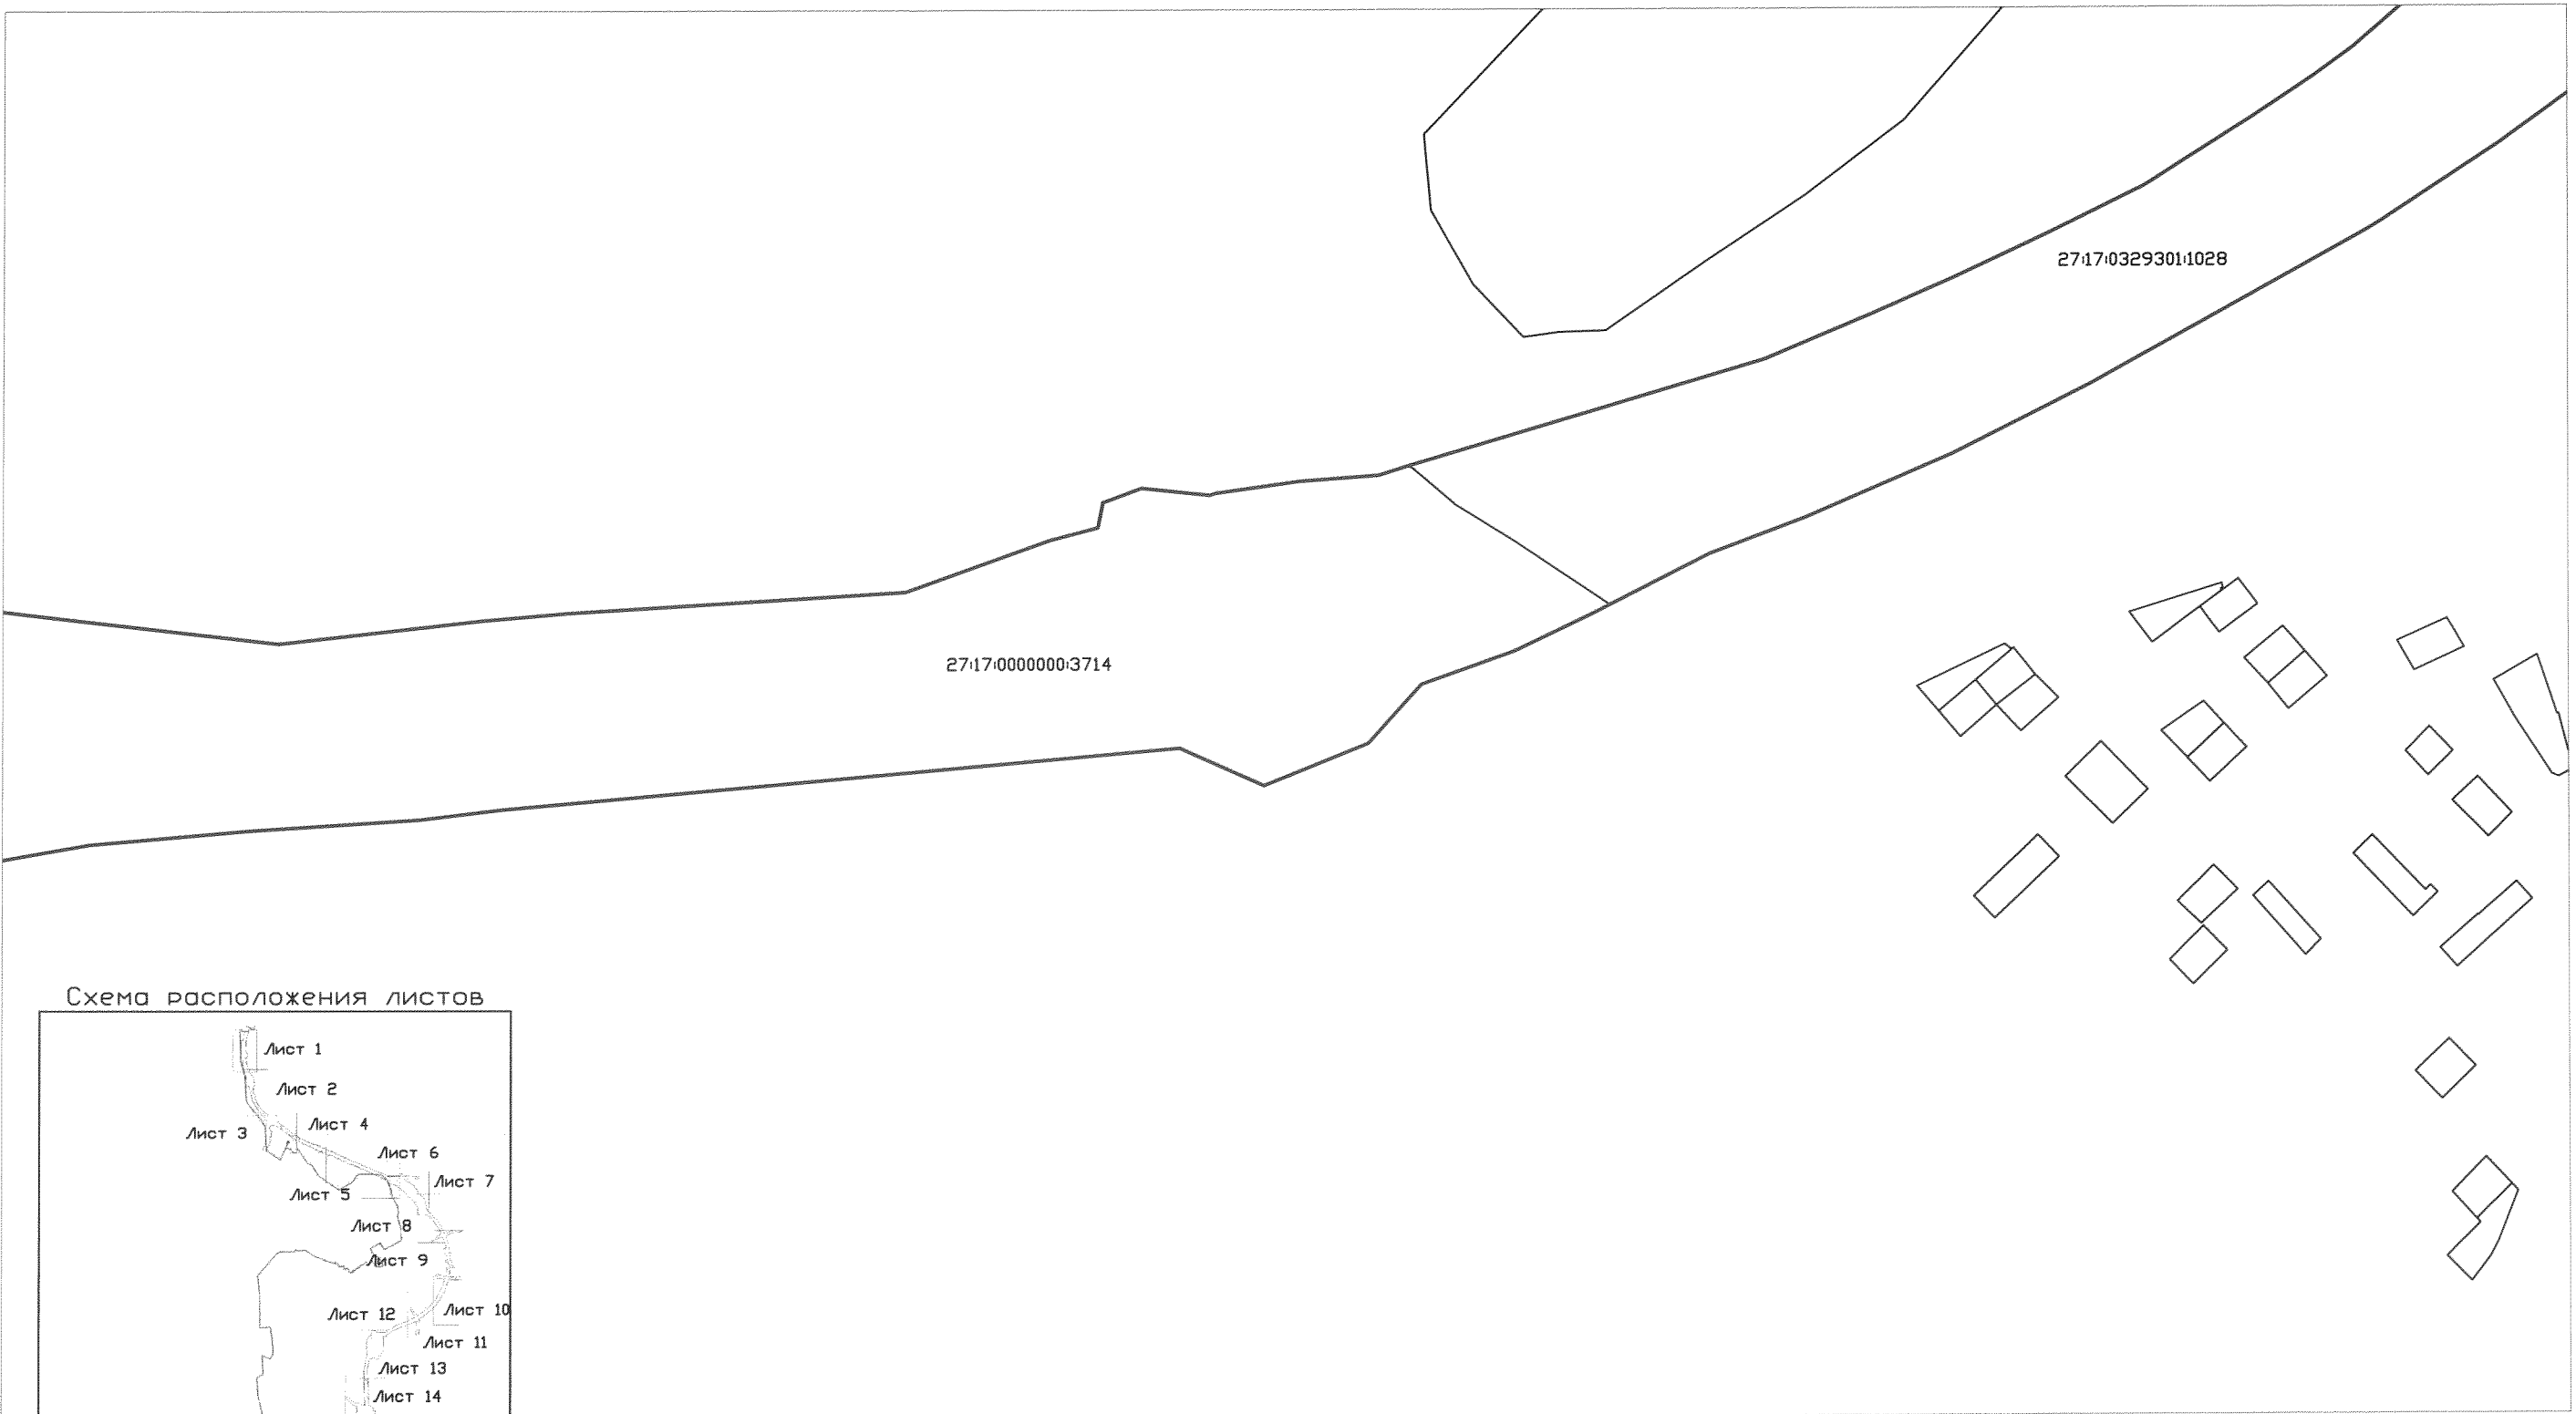 27:17:0329301:1028
27:17:0000000:3714
Схема расположения листов
Лист 1
Лист 2
Лист 3
Лист 4
Лист 6
Лист 7
Лист 5
Лист 8
Лист 9
Лист 10
Лист 12
Лист 11
Лист 13
Лист 14